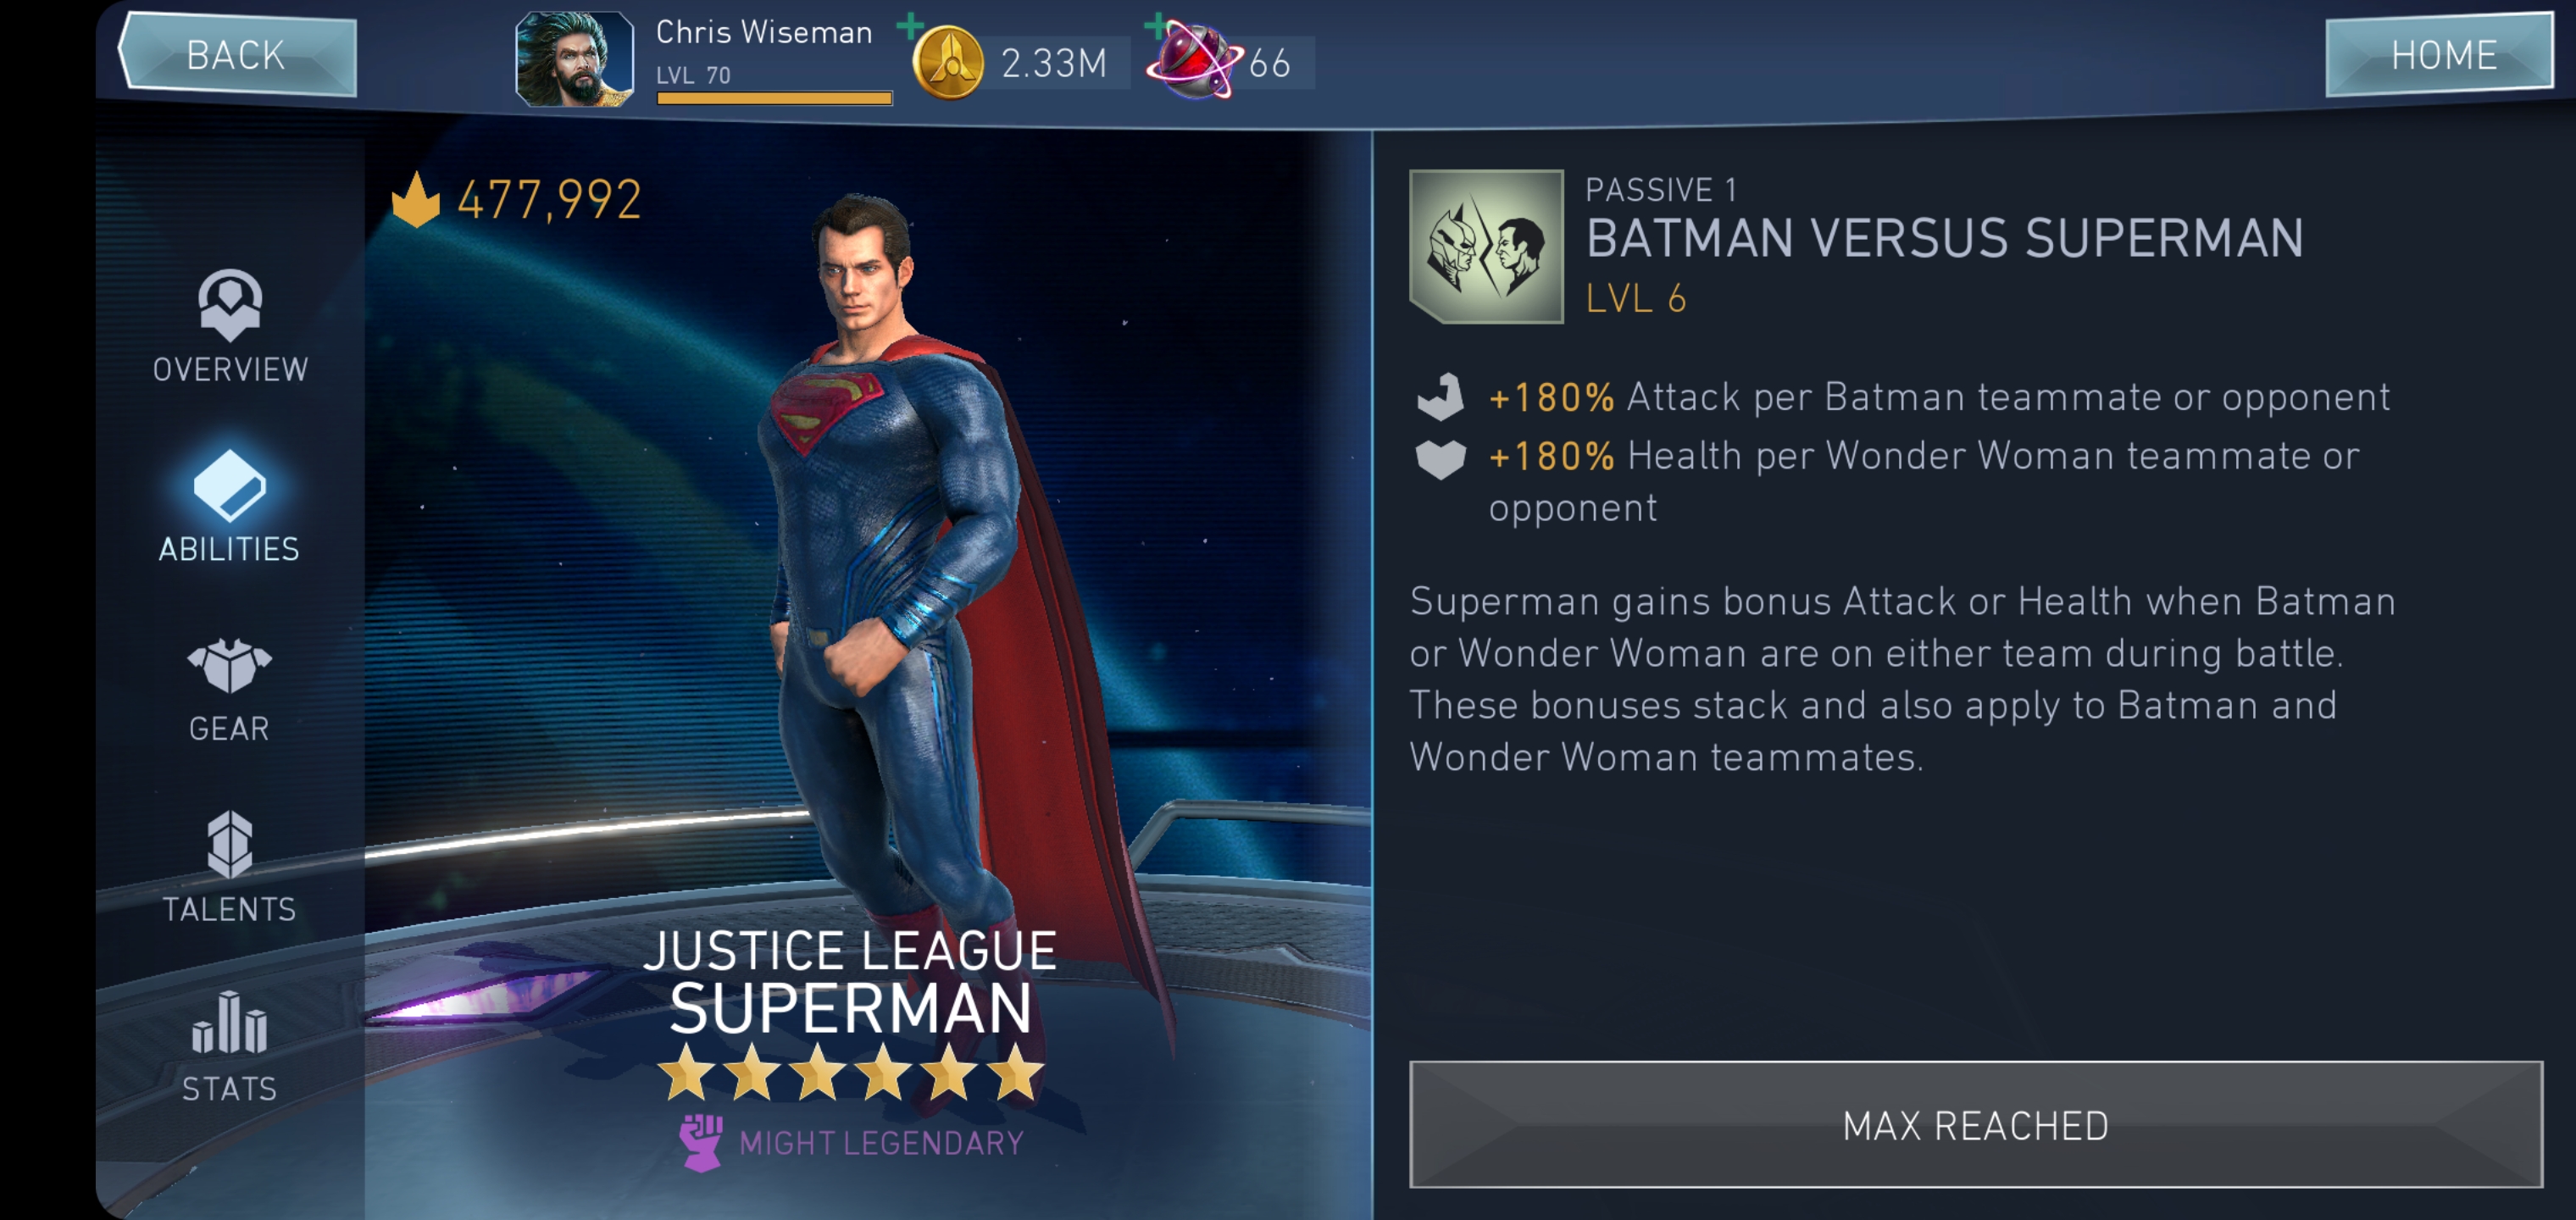 BACK
Chris Wiseman
LVL 70
2.33M
66
HOME
477,992
OVERVIEW
ABILITIES
GEAR
TALENTS
STATS
JUSTICE LEAGUE
SUPERMAN
MIGHT LEGENDARY
PASSIVE 1
BATMAN VERSUS SUPERMAN
LVL 6
+180% Attack per Batman teammate or opponent
+180% Health per Wonder Woman teammate or
opponent
Superman gains bonus Attack or Health when Batman
or Wonder Woman are on either team during battle.
These bonuses stack and also apply to Batman and
Wonder Woman teammates.
MAX REACHED